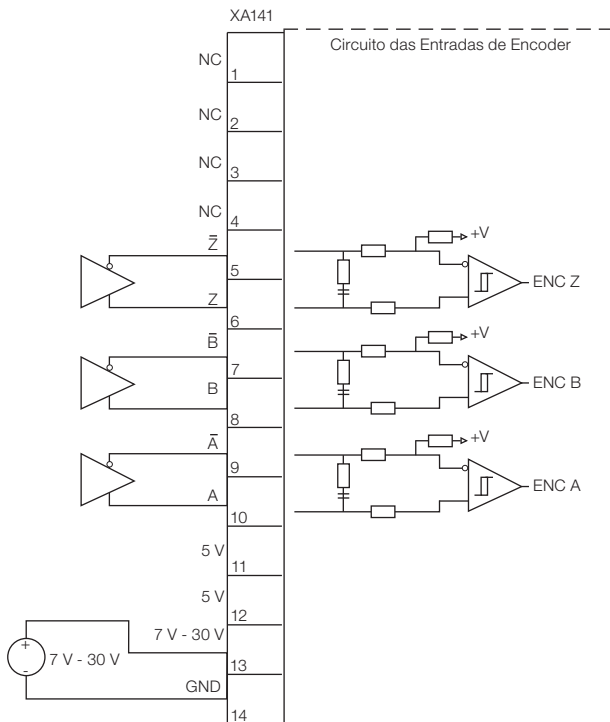 XA141
Circuito das Entradas de Encoder
NC
1
NC
2
NC
3
NC
4
Z̅
5
Z
6
B̅
7
B
8
A̅
9
A
10
5 V
11
5 V
12
7 V - 30 V
13
GND
14
+V
ENC Z
+V
ENC B
+V
ENC A
+
7 V - 30 V
-